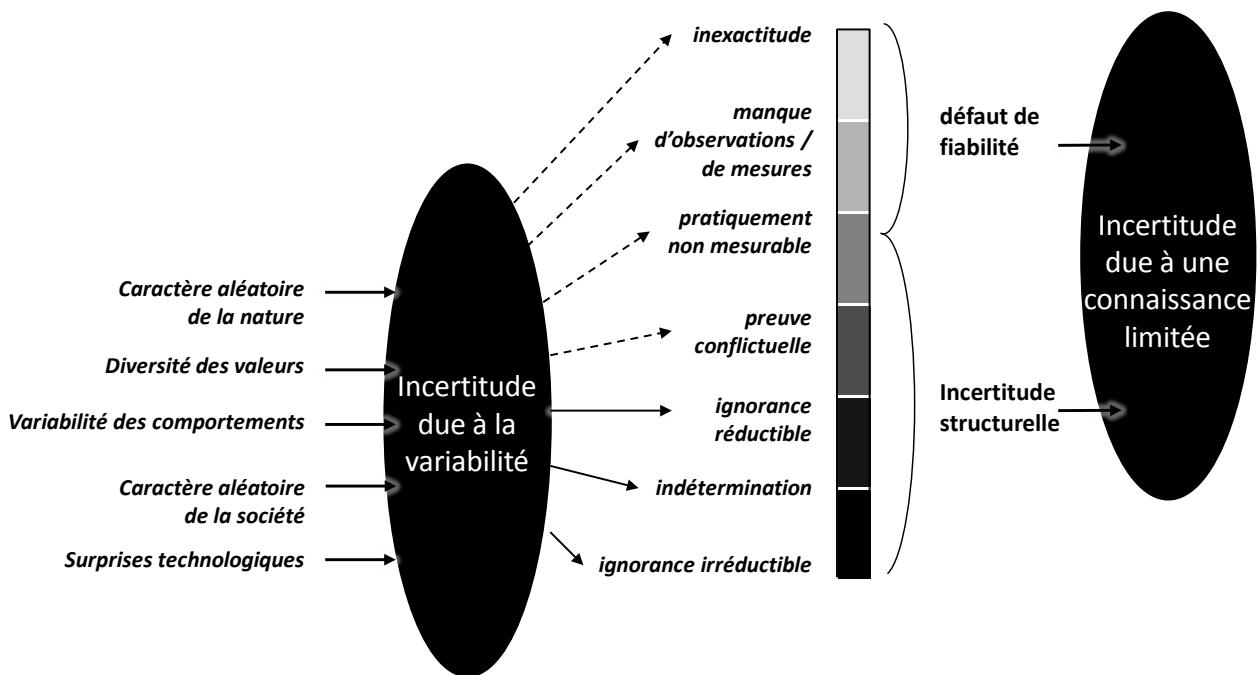 Caractère aléatoire
de la nature
Diversité des valeurs
Variabilité des comportements
Caractère aléatoire
de la société
Surprises technologiques
Incertitude
due à la
variabilité
inexactitude
manque
d'observations /
de mesures
pratiquement
non mesurable
preuve
conflictuelle
ignorance
réductible
indétermination
ignorance irréductible
défaut de
fiabilité
Incertitude
structurelle
Incertitude
due à une
connaissance
limitée